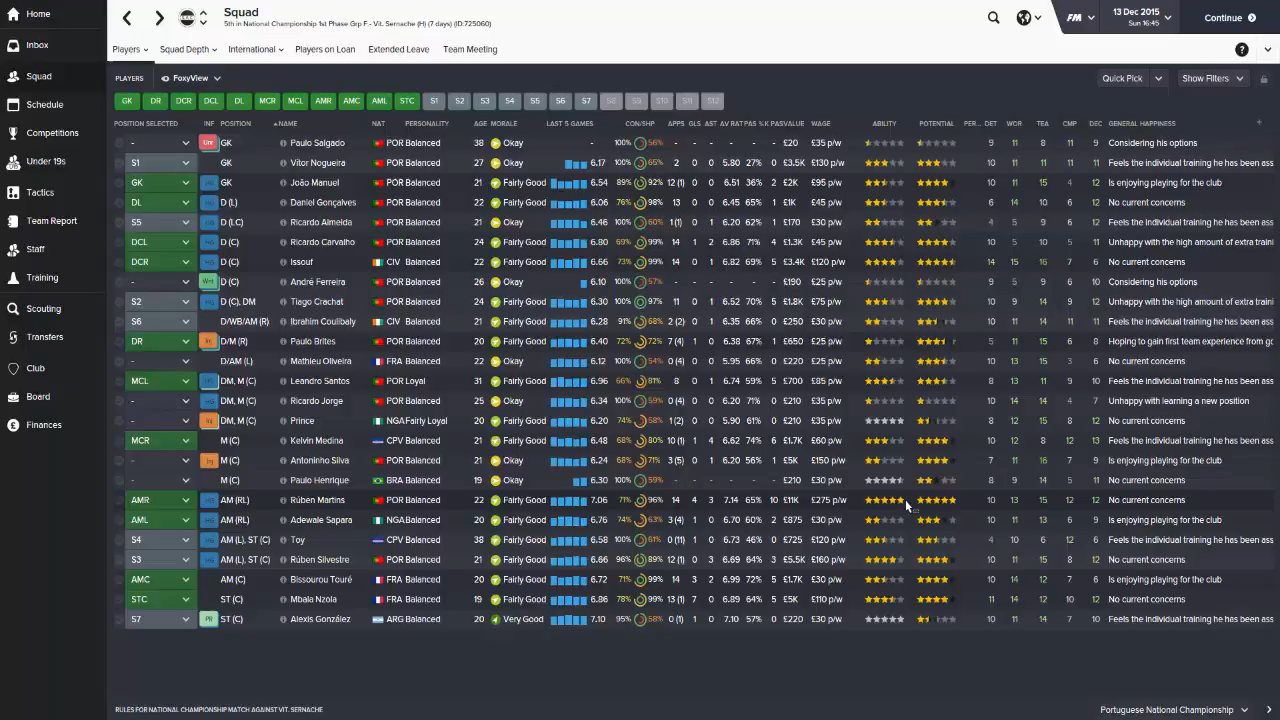 Home
Inbox
Squad
Schedule
Competitions
Under 19s
Tactics
Team Report
Staff
Training
Scouting
Transfers
Club
Board
Finances
Squad
5th in National Championship 1st Phase Grp F - Vit. Sernache (H) (7 days) (ID:725060)
FM 13 Dec 2015 Sun 16:45 Continue
Players Squad Depth International Players on Loan Extended Leave Team Meeting
PLAYERS FoxyView Quick Pick Show Filters
GK DR DCR DCL DL MCR MCL AMR AMC AML STC S1 S2 S3 S4 S5 S6 S7 S8 S9 S10 S11 S12
POSITION SELECTED INF POSITION NAME NAT PERSONALITY AGE MORALE LAST 5 GAMES CON/SHP APPS GLS AST AV RAT PAS %K PAS VALUE WAGE ABILITY POTENTIAL PER... DET WOR TEA CMP DEC GENERAL HAPPINESS
- Unr GK Paulo Salgado POR Balanced 38 Okay - 100% 56% - - - - - - £20 £35 p/w 9 11 8 11 9 Considering his options
S1 GK Vítor Nogueira POR Balanced 27 Okay 6.17 100% 65% 2 0 0 5.80 27% 0 £3.5K £130 p/w 10 11 11 8 11 Feels the individual training he has been ass
GK GK João Manuel POR Balanced 21 Fairly Good 6.54 89% 92% 12 (1) 0 0 6.51 36% 2 £2K £95 p/w 10 11 15 4 12 Is enjoying playing for the club
DL D (L) Daniel Gonçalves POR Balanced 22 Fairly Good 6.06 76% 98% 13 0 0 6.45 65% 1 £1K £45 p/w 6 14 10 6 12 No current concerns
S5 D (LC) Ricardo Almeida POR Balanced 21 Okay 6.46 100% 60% 1 (1) 0 1 6.20 62% 1 £170 £30 p/w 4 5 9 6 9 Feels the individual training he has been ass
DCL D (C) Ricardo Carvalho POR Balanced 24 Fairly Good 6.80 69% 99% 14 1 2 6.86 71% 4 £1.3K £45 p/w 10 5 10 5 11 Unhappy with the high amount of extra traini
DCR D (C) Issouf CIV Balanced 22 Fairly Good 6.66 73% 99% 14 0 1 6.82 69% 5 £3.4K £120 p/w 10 15 16 7 6 No current concerns
- Wnt D (C) André Ferreira POR Balanced 26 Okay 6.10 100% 57% - - - - - - £190 £25 p/w 9 5 9 6 10 Considering his options
S2 D (C), DM Tiago Crachat POR Balanced 24 Fairly Good 6.30 100% 97% 11 0 0 6.52 70% 5 £1.8K £75 p/w 10 9 14 9 12 Unhappy with the high amount of extra traini
S6 D/WB/AM (R) Ibrahim Coulibaly CIV Balanced 21 Fairly Good 6.28 91% 68% 2 (2) 0 1 6.35 66% 0 £250 £30 p/w 10 11 14 11 11 Feels the individual training he has been ass
DR Inj D/M (R) Paulo Brites POR Balanced 20 Fairly Good 6.40 72% 72% 7 (4) 0 1 6.38 67% 1 £650 £25 p/w 5 11 15 6 8 Hoping to gain first team experience from go
- D/AM (L) Mathieu Oliveira FRA Balanced 22 Okay 6.12 100% 54% 0 (4) 0 0 5.95 66% 0 £220 £25 p/w 10 13 15 3 6 No current concerns
MCL DM, M (C) Leandro Santos POR Loyal 31 Fairly Good 6.96 66% 81% 8 0 1 6.74 59% 5 £700 £85 p/w 8 13 11 9 10 Feels the individual training he has been ass
- DM, M (C) Ricardo Jorge POR Balanced 25 Okay 6.34 100% 59% 0 (4) 0 0 6.20 71% 0 £210 £35 p/w 10 14 14 4 7 Unhappy with learning a new position
- Inj DM, M (C) Prince NGA Fairly Loyal 20 Fairly Good 6.20 74% 58% 1 (2) 0 0 5.90 61% 0 £210 £35 p/w 10 12 12 7 6 No current concerns
MCR M (C) Kelvin Medina CPV Balanced 21 Fairly Good 6.48 68% 80% 10 (1) 1 4 6.62 74% 6 £1.7K £60 p/w 10 12 8 12 13 Feels the individual training he has been ass
- Inj M (C) Antoninho Silva POR Balanced 21 Okay 6.24 68% 71% 3 (5) 0 1 6.20 56% 1 £5K £150 p/w 7 11 16 7 9 Is enjoying playing for the club
- M (C) Paulo Henrique BRA Balanced 19 Okay 6.30 100% 59% - - - - - - £210 £30 p/w 8 9 14 5 11 No current concerns
AMR AM (RL) Rúben Martins POR Balanced 22 Fairly Good 7.06 71% 96% 14 4 3 7.14 65% 10 £11K £275 p/w 10 13 15 12 12 No current concerns
AML AM (RL) Adewale Sapara NGA Balanced 20 Fairly Good 6.76 74% 63% 3 (4) 1 0 6.70 60% 2 £875 £30 p/w 10 11 13 6 9 Is enjoying playing for the club
S4 AM (L), ST (C) Toy CPV Balanced 38 Fairly Good 6.58 100% 61% 0 (11) 1 0 6.73 46% 0 £725 £120 p/w 4 10 6 12 12 Feels the individual training he has been ass
S3 AM (L), ST (C) Rúben Silvestre POR Balanced 21 Fairly Good 6.66 96% 89% 12 (1) 0 3 6.69 64% 3 £5.5K £160 p/w 10 11 15 8 12 No current concerns
AMC AM (C) Bissourou Touré FRA Balanced 20 Fairly Good 6.72 71% 99% 14 3 2 6.99 72% 5 £1.7K £30 p/w 10 14 12 7 6 Is enjoying playing for the club
STC ST (C) Mbala Nzola FRA Balanced 19 Fairly Good 6.86 78% 99% 13 (1) 7 0 6.89 64% 5 £5K £110 p/w 11 14 12 10 12 No current concerns
S7 PR ST (C) Alexis González ARG Balanced 20 Very Good 7.10 95% 58% 0 (1) 1 0 7.10 57% 0 £220 £30 p/w 10 11 14 7 10 Feels the individual training he has been ass
RULES FOR NATIONAL CHAMPIONSHIP MATCH AGAINST VIT. SERNACHE Portuguese National Championship